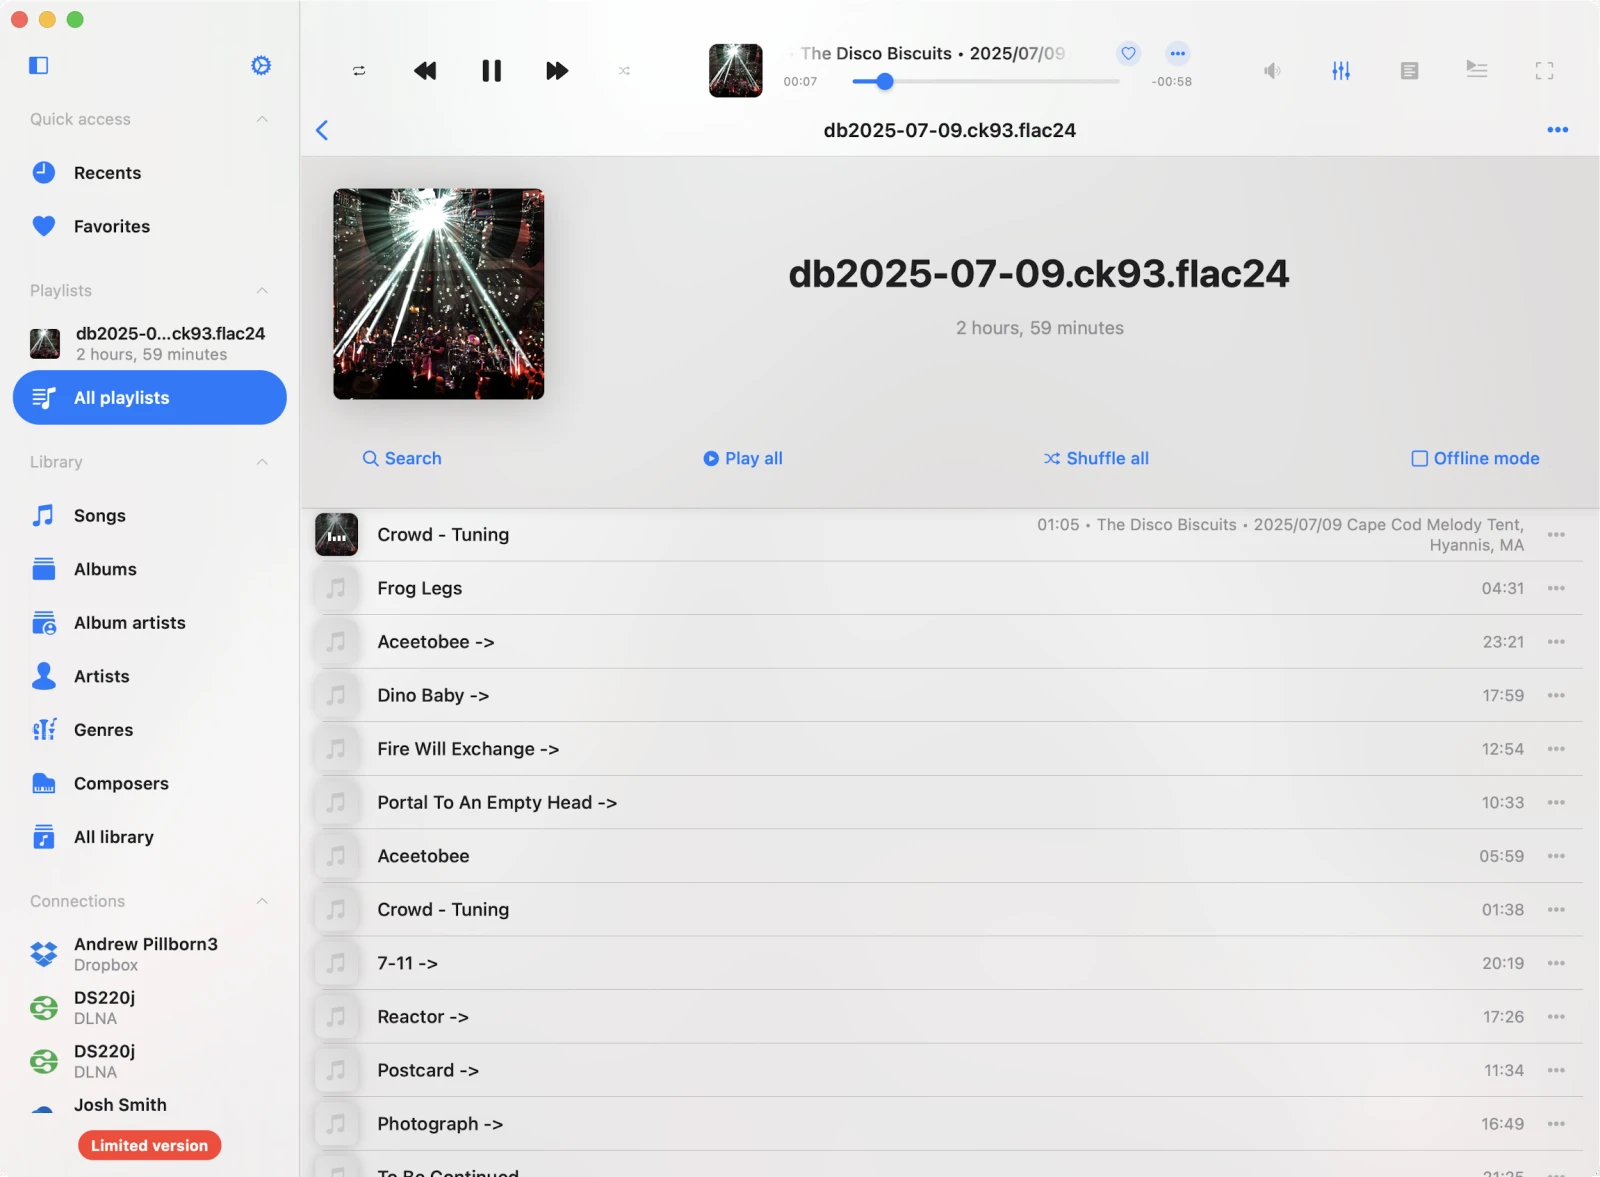 The Disco Biscuits • 2025/07/09
00:07
-00:58
Quick access
Recents
Favorites
Playlists
db2025-0...ck93.flac24
2 hours, 59 minutes
All playlists
Library
Songs
Albums
Album artists
Artists
Genres
Composers
All library
Connections
Andrew Pillborn3
Dropbox
DS220j
DLNA
DS220j
DLNA
Josh Smith
Limited version
db2025-07-09.ck93.flac24
db2025-07-09.ck93.flac24
2 hours, 59 minutes
Search
Play all
Shuffle all
Offline mode
Crowd - Tuning
01:05 • The Disco Biscuits • 2025/07/09 Cape Cod Melody Tent,
Hyannis, MA
Frog Legs 04:31
Aceetobee -> 23:21
Dino Baby -> 17:59
Fire Will Exchange -> 12:54
Portal To An Empty Head -> 10:33
Aceetobee 05:59
Crowd - Tuning 01:38
7-11 -> 20:19
Reactor -> 17:26
Postcard -> 11:34
Photograph -> 16:49
To Be Continued